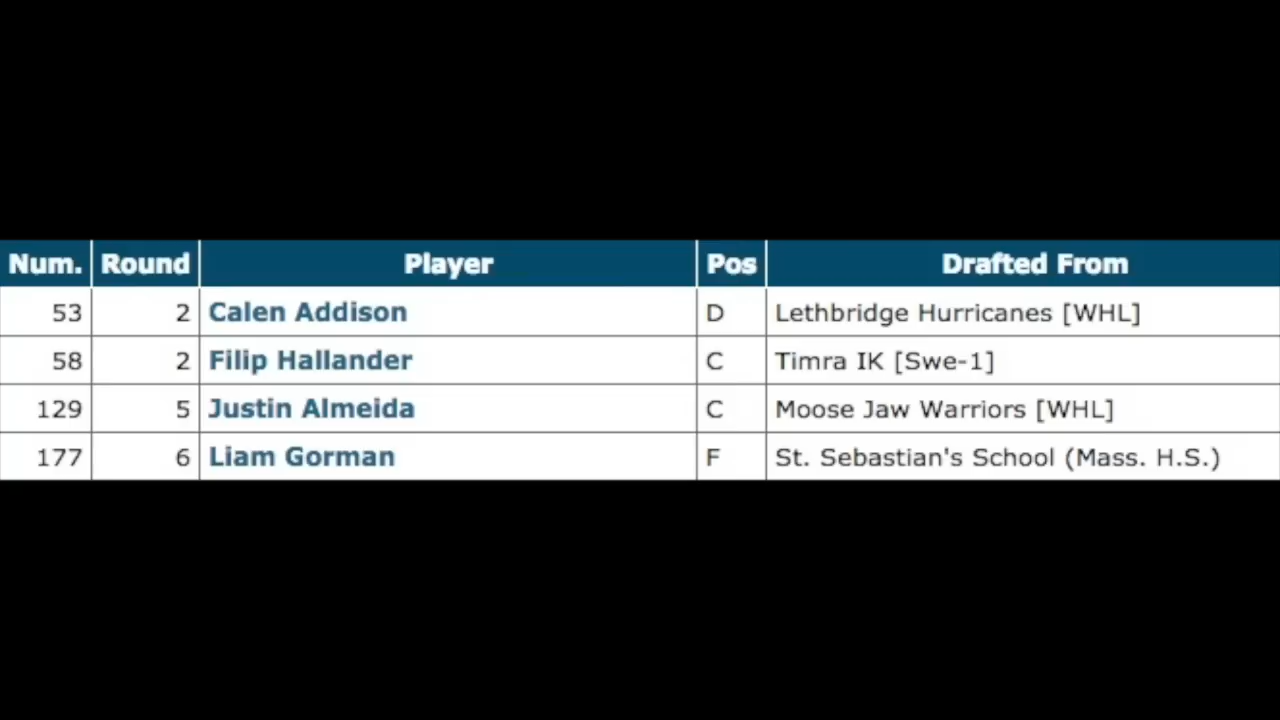 Num. Round Player Pos Drafted From
53 2 Calen Addison D Lethbridge Hurricanes [WHL]
58 2 Filip Hallander C Timra IK [Swe-1]
129 5 Justin Almeida C Moose Jaw Warriors [WHL]
177 6 Liam Gorman F St. Sebastian's School (Mass. H.S.)